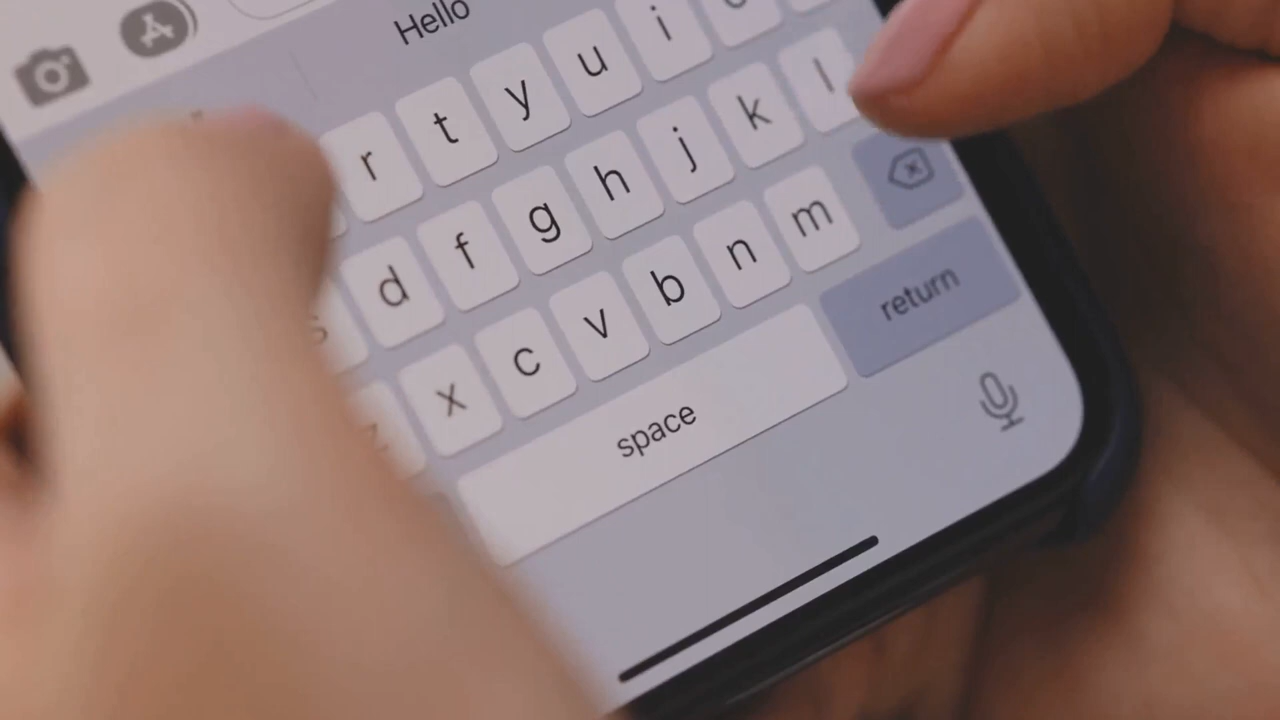 Hello
r t y u i
s d f g h j k l
z x c v b n m
space return